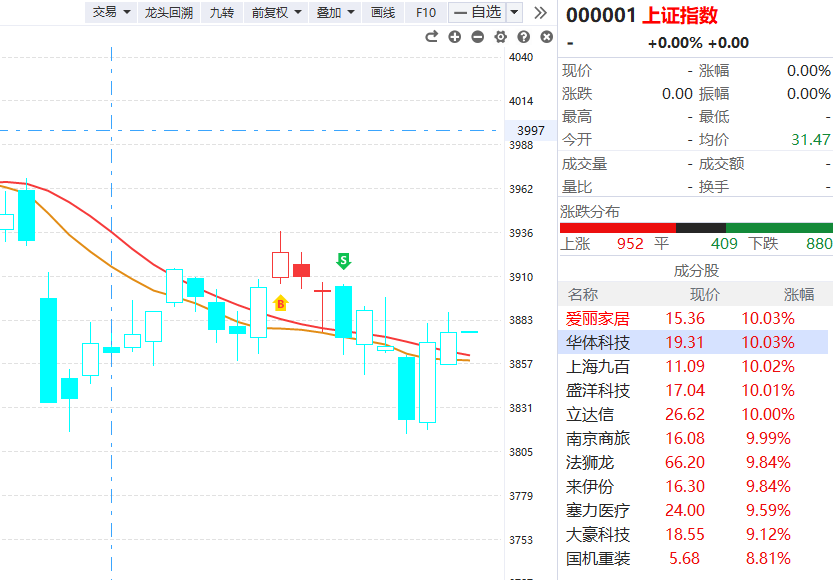 交易 龙头回溯 九转 前复权 叠加 画线 F10 一 自选
000001 上证指数
- +0.00% +0.00
现价 - 涨幅 0.00%
涨跌 0.00 振幅 0.00%
最高 - 最低 -
今开 - 均价 31.47
成交量 - 成交额 -
量比 - 换手 -
涨跌分布
上涨 952 平 409 下跌 880
成分股
名称 现价 涨幅
爱丽家居 15.36 10.03%
华体科技 19.31 10.03%
上海九百 11.09 10.02%
盛洋科技 17.04 10.01%
立达信 26.62 10.00%
南京商旅 16.08 9.99%
法狮龙 66.20 9.84%
来伊份 16.30 9.84%
塞力医疗 24.00 9.59%
大豪科技 18.55 9.12%
国机重装 5.68 8.81%
4040
4014
3997
3988
3962
3936
3910
3883
3857
3831
3805
3779
3753
S
B